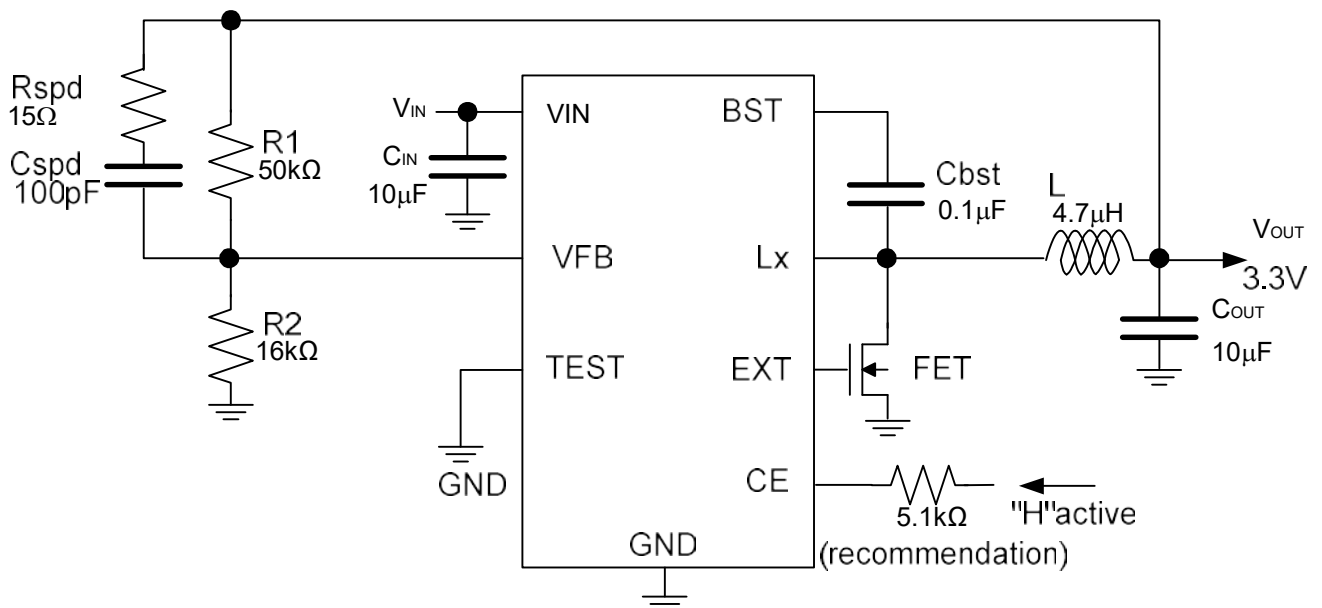 Rspd
15Ω
Cspd
100pF
R1
50kΩ
R2
16kΩ
VIN
CIN
10μF
VIN
VFB
TEST
GND
BST
Lx
EXT
CE
GND
Cbst
0.1μF
L
4.7μH
VOUT
3.3V
COUT
10μF
FET
5.1kΩ
"H"active
(recommendation)